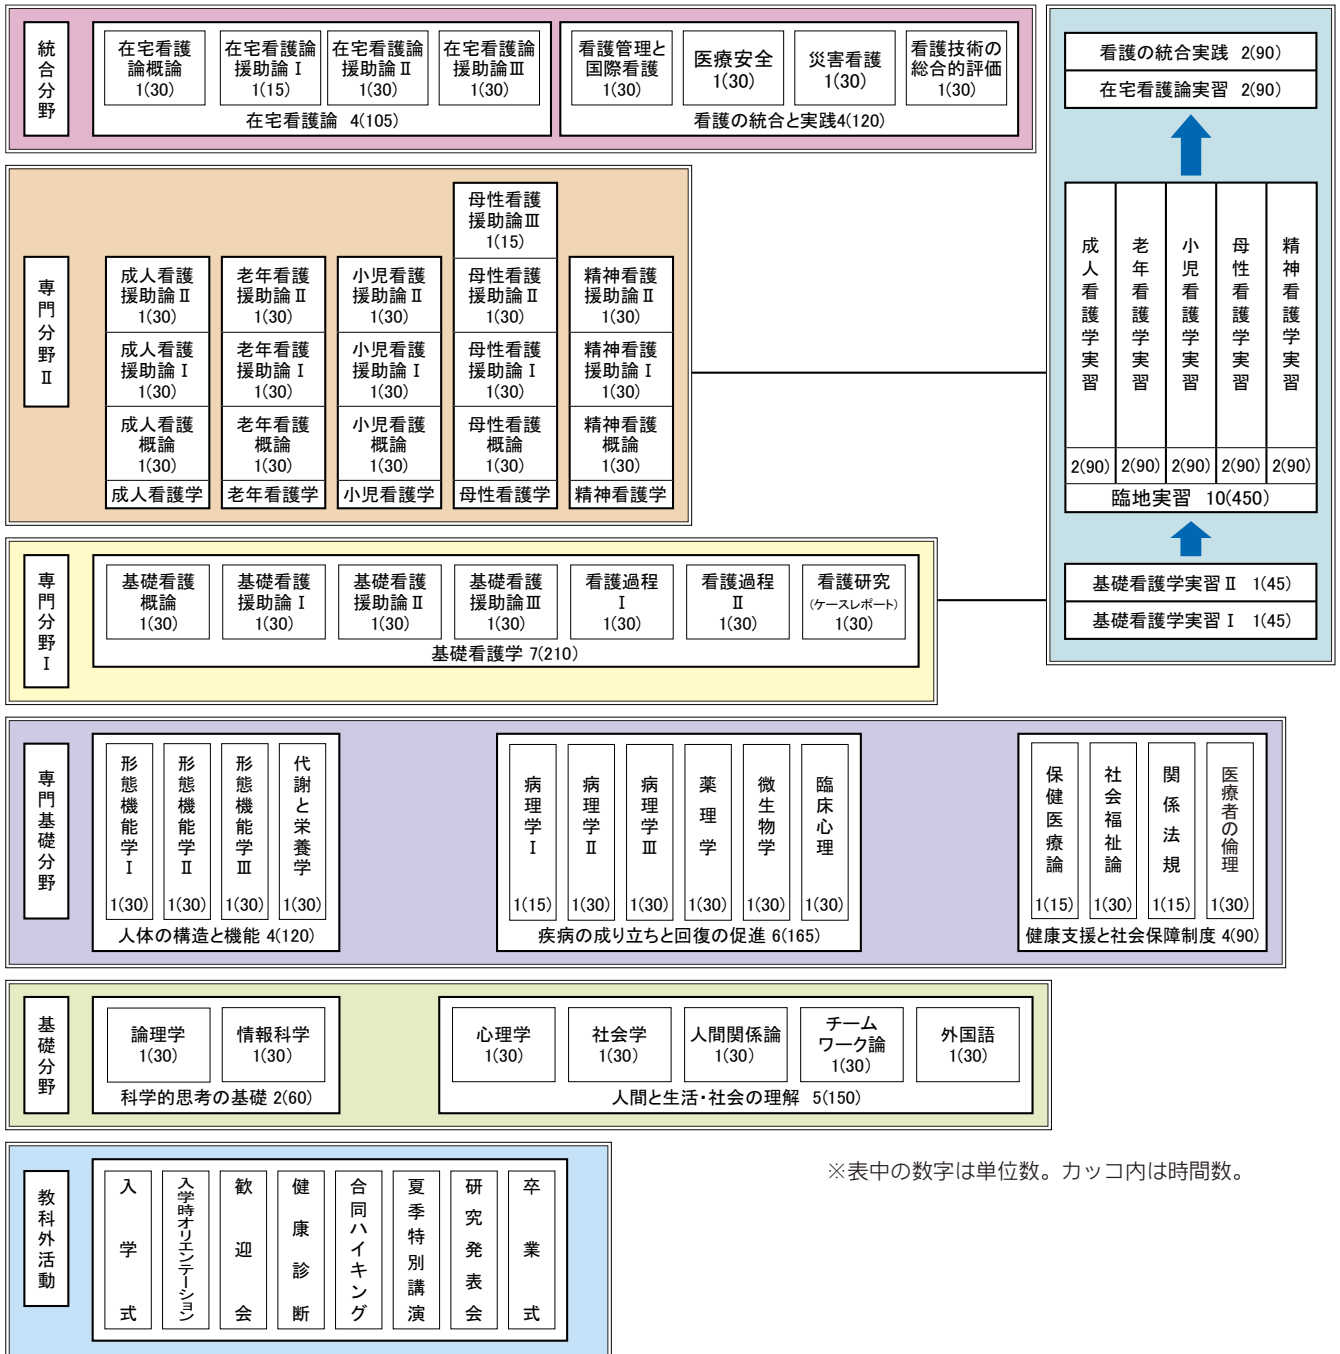 統合分野
在宅看護
論概論
1(30)
在宅看護論
援助論Ⅰ
1(15)
在宅看護論
援助論Ⅱ
1(30)
在宅看護論
援助論Ⅲ
1(30)
在宅看護論 4(105)
看護管理と
国際看護
1(30)
医療安全
1(30)
災害看護
1(30)
看護技術の
総合的評価
1(30)
看護の統合と実践4(120)
看護の統合実践 2(90)
在宅看護論実習 2(90)
成人看護学実習
2(90)
老年看護学実習
2(90)
小児看護学実習
2(90)
母性看護学実習
2(90)
精神看護学実習
2(90)
臨地実習 10(450)
基礎看護学実習Ⅱ 1(45)
基礎看護学実習Ⅰ 1(45)
専門分野Ⅱ
成人看護
援助論Ⅱ
1(30)
成人看護
援助論Ⅰ
1(30)
成人看護
概論
1(30)
成人看護学
老年看護
援助論Ⅱ
1(30)
老年看護
援助論Ⅰ
1(30)
老年看護
概論
1(30)
老年看護学
小児看護
援助論Ⅱ
1(30)
小児看護
援助論Ⅰ
1(30)
小児看護
概論
1(30)
小児看護学
母性看護
援助論Ⅲ
1(15)
母性看護
援助論Ⅱ
1(30)
母性看護
援助論Ⅰ
1(30)
母性看護
概論
1(30)
母性看護学
精神看護
援助論Ⅱ
1(30)
精神看護
援助論Ⅰ
1(30)
精神看護
概論
1(30)
精神看護学
専門分野Ⅰ
基礎看護
概論
1(30)
基礎看護
援助論Ⅰ
1(30)
基礎看護
援助論Ⅱ
1(30)
基礎看護
援助論Ⅲ
1(30)
看護過程
Ⅰ
1(30)
看護過程
Ⅱ
1(30)
看護研究
(ケースレポート)
1(30)
基礎看護学 7(210)
専門基礎分野
形態機能学Ⅰ
1(30)
形態機能学Ⅱ
1(30)
形態機能学Ⅲ
1(30)
代謝と栄養学
1(30)
人体の構造と機能 4(120)
病理学Ⅰ
1(15)
病理学Ⅱ
1(30)
病理学Ⅲ
1(30)
薬理学
1(30)
微生物学
1(30)
臨床心理
1(30)
疾病の成り立ちと回復の促進 6(165)
保健医療論
1(15)
社会福祉論
1(30)
関係法規
1(15)
医療者の倫理
1(30)
健康支援と社会保障制度 4(90)
基礎分野
論理学
1(30)
情報科学
1(30)
科学的思考の基礎 2(60)
心理学
1(30)
社会学
1(30)
人間関係論
1(30)
チーム
ワーク論
1(30)
外国語
1(30)
人間と生活・社会の理解 5(150)
教科外活動
入学式
入学時オリエンテーション
歓迎会
健康診断
合同ハイキング
夏季特別講演
研究発表会
卒業式
※表中の数字は単位数。カッコ内は時間数。